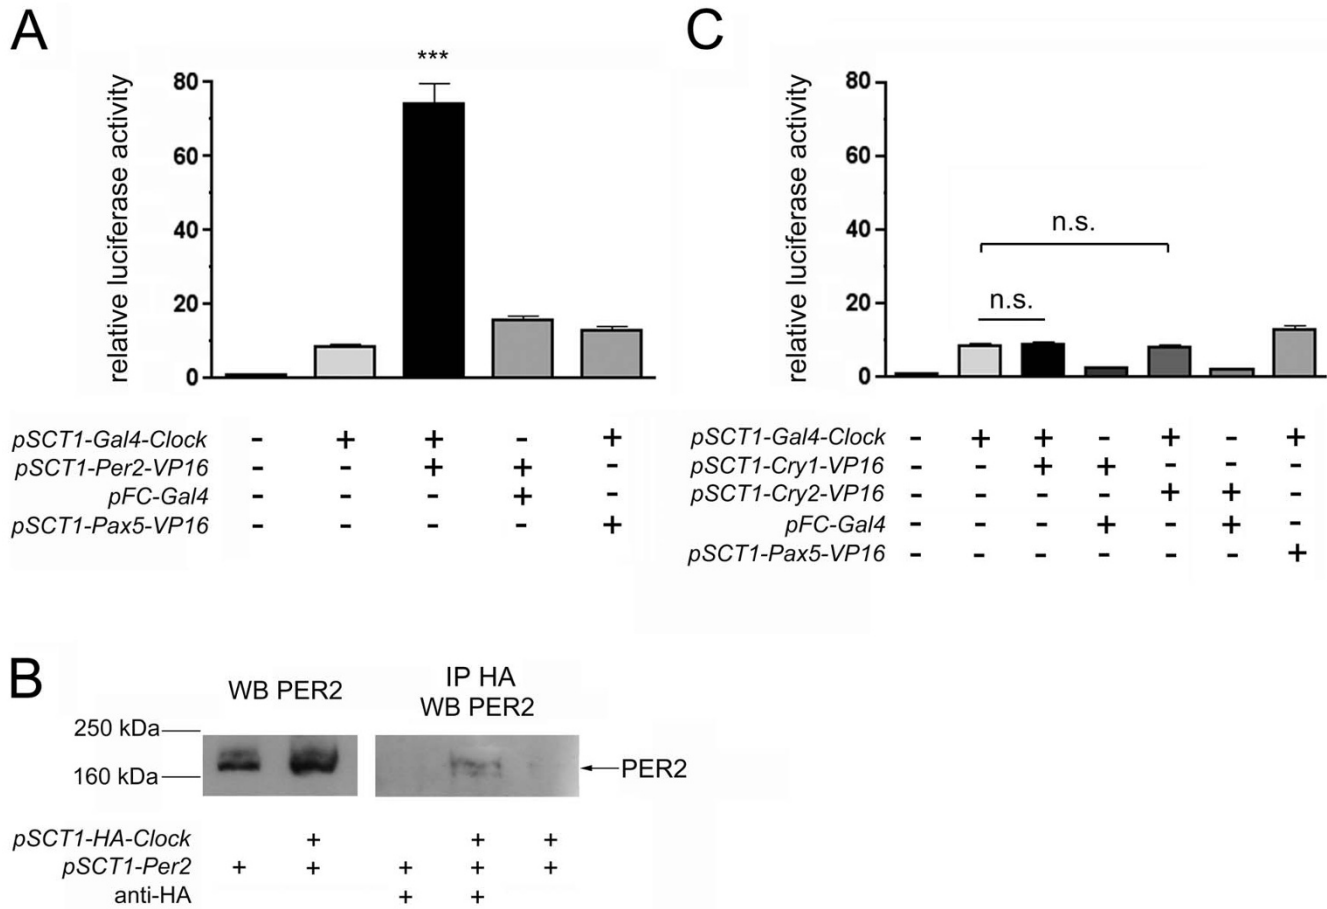 A
***
relative luciferase activity
80
60
40
20
0
pSCT1-Gal4-Clock - + + - +
pSCT1-Per2-VP16 - - + + -
pFC-Gal4 - - - + -
pSCT1-Pax5-VP16 - - - - +
C
relative luciferase activity
80
60
40
20
0
n.s.
n.s.
pSCT1-Gal4-Clock - + + - + - +
pSCT1-Cry1-VP16 - - + + - - -
pSCT1-Cry2-VP16 - - - - + + -
pFC-Gal4 - - - + - + -
pSCT1-Pax5-VP16 - - - - - - +
B
WB PER2
IP HA
WB PER2
250 kDa
160 kDa
PER2
pSCT1-HA-Clock + + +
pSCT1-Per2 + + + + +
anti-HA + +